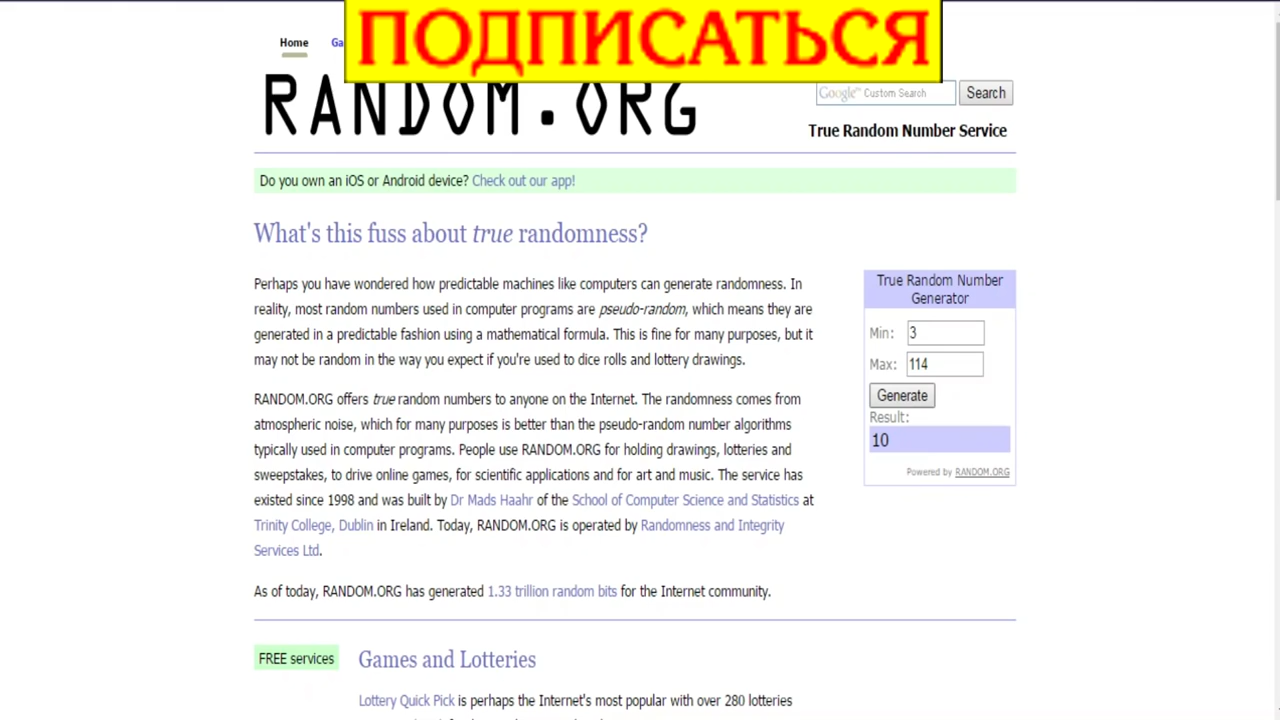 ПОДПИСАТЬСЯ
Home Ga
RANDOM.ORG
Google™ Custom Search Search
True Random Number Service
Do you own an iOS or Android device? Check out our app!
What's this fuss about true randomness?
Perhaps you have wondered how predictable machines like computers can generate randomness. In
reality, most random numbers used in computer programs are pseudo-random, which means they are
generated in a predictable fashion using a mathematical formula. This is fine for many purposes, but it
may not be random in the way you expect if you're used to dice rolls and lottery drawings.
RANDOM.ORG offers true random numbers to anyone on the Internet. The randomness comes from
atmospheric noise, which for many purposes is better than the pseudo-random number algorithms
typically used in computer programs. People use RANDOM.ORG for holding drawings, lotteries and
sweepstakes, to drive online games, for scientific applications and for art and music. The service has
existed since 1998 and was built by Dr Mads Haahr of the School of Computer Science and Statistics at
Trinity College, Dublin in Ireland. Today, RANDOM.ORG is operated by Randomness and Integrity
Services Ltd.
As of today, RANDOM.ORG has generated 1.33 trillion random bits for the Internet community.
True Random Number
Generator
Min: 3
Max: 114
Generate
Result:
10
Powered by RANDOM.ORG
FREE services
Games and Lotteries
Lottery Quick Pick is perhaps the Internet's most popular with over 280 lotteries